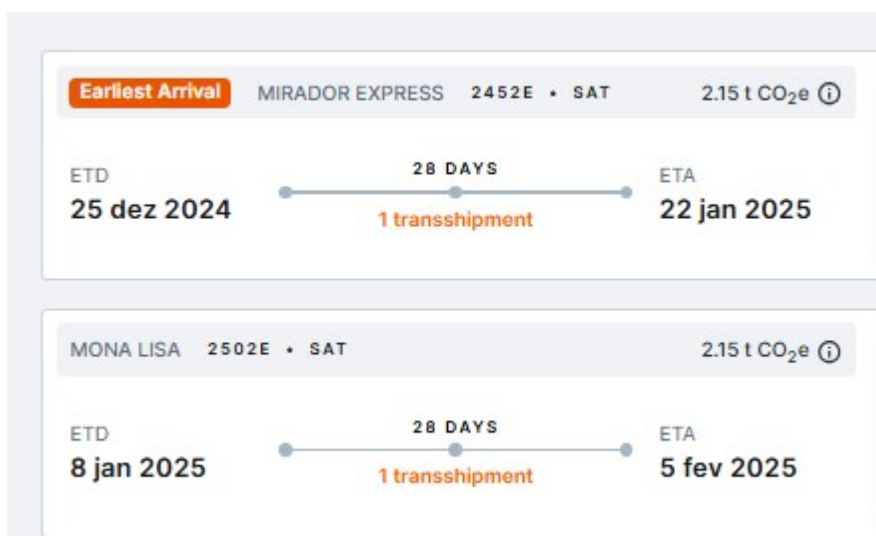 Earliest Arrival MIRADOR EXPRESS 2452E • SAT 2.15 t CO₂e
ETD 28 DAYS ETA
25 dez 2024 1 transshipment 22 jan 2025
MONA LISA 2502E • SAT 2.15 t CO₂e
ETD 28 DAYS ETA
8 jan 2025 1 transshipment 5 fev 2025